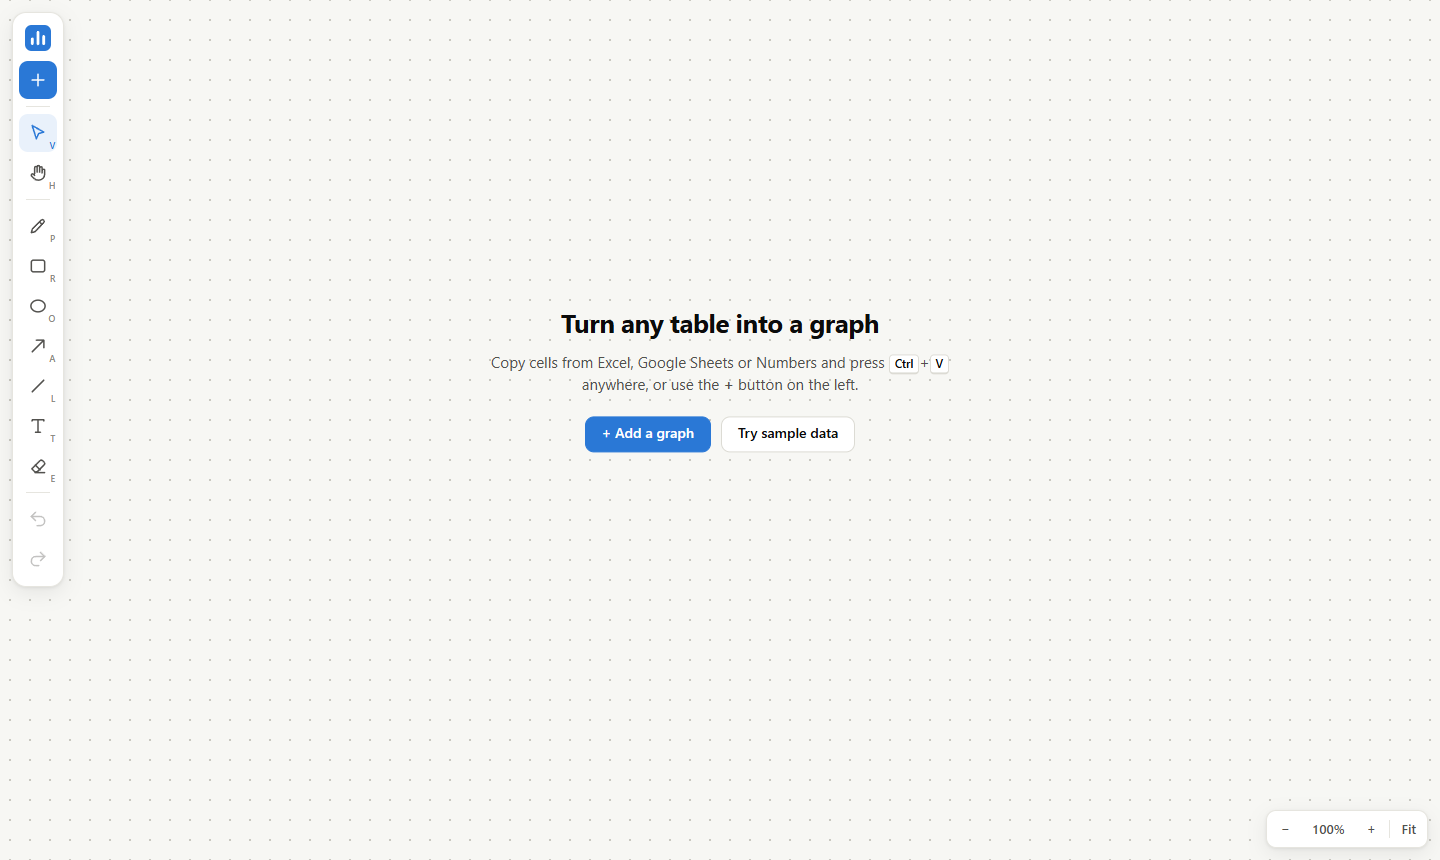 V
H
P
R
O
A
L
T
E
Turn any table into a graph
Copy cells from Excel, Google Sheets or Numbers and press Ctrl + V
anywhere, or use the + button on the left.
+ Add a graph
Try sample data
− 100% + Fit